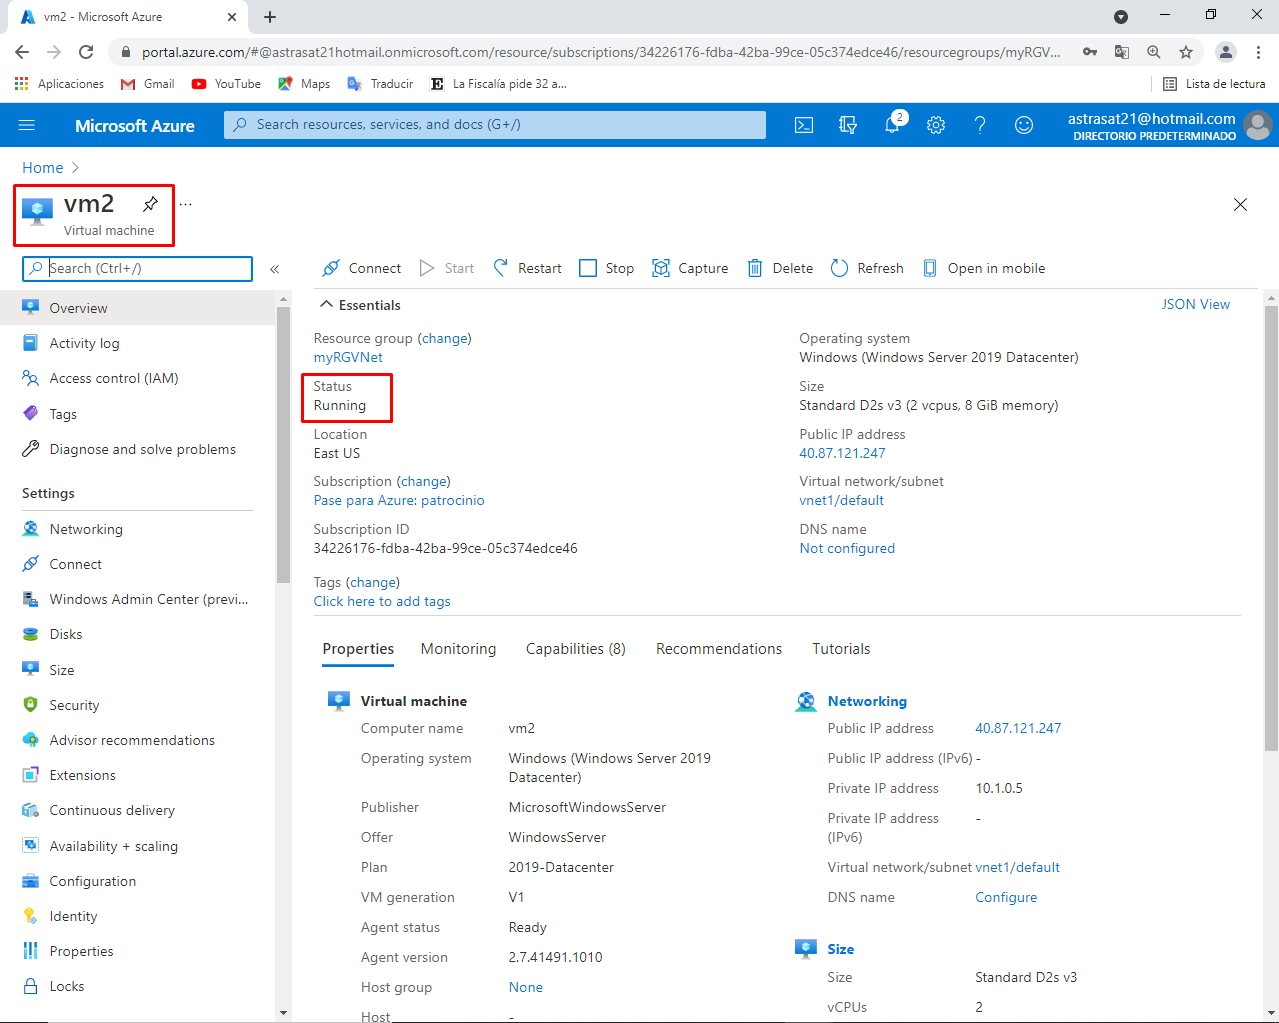 vm2 - Microsoft Azure
portal.azure.com/#@astrasat21hotmail.onmicrosoft.com/resource/subscriptions/34226176-fdba-42ba-99ce-05c374edce46/resourcegroups/myRGV...
Aplicaciones Gmail YouTube Maps Traducir E La Fiscalía pide 32 a... Lista de lectura
Microsoft Azure
Search resources, services, and docs (G+/)
2
astrasat21@hotmail.com
DIRECTORIO PREDETERMINADO
Home
vm2 ...
Virtual machine
Search (Ctrl+/)
Connect Start Restart Stop Capture Delete Refresh Open in mobile
Overview
Activity log
Access control (IAM)
Tags
Diagnose and solve problems
Settings
Networking
Connect
Windows Admin Center (previ...
Disks
Size
Security
Advisor recommendations
Extensions
Continuous delivery
Availability + scaling
Configuration
Identity
Properties
Locks
Essentials
JSON View
Resource group (change)
myRGVNet
Status
Running
Location
East US
Subscription (change)
Pase para Azure: patrocinio
Subscription ID
34226176-fdba-42ba-99ce-05c374edce46
Tags (change)
Click here to add tags
Operating system
Windows (Windows Server 2019 Datacenter)
Size
Standard D2s v3 (2 vcpus, 8 GiB memory)
Public IP address
40.87.121.247
Virtual network/subnet
vnet1/default
DNS name
Not configured
Properties Monitoring Capabilities (8) Recommendations Tutorials
Virtual machine
Computer name vm2
Operating system Windows (Windows Server 2019
Datacenter)
Publisher MicrosoftWindowsServer
Offer WindowsServer
Plan 2019-Datacenter
VM generation V1
Agent status Ready
Agent version 2.7.41491.1010
Host group None
Host -
Networking
Public IP address 40.87.121.247
Public IP address (IPv6) -
Private IP address 10.1.0.5
Private IP address -
(IPv6)
Virtual network/subnet vnet1/default
DNS name Configure
Size
Size Standard D2s v3
vCPUs 2